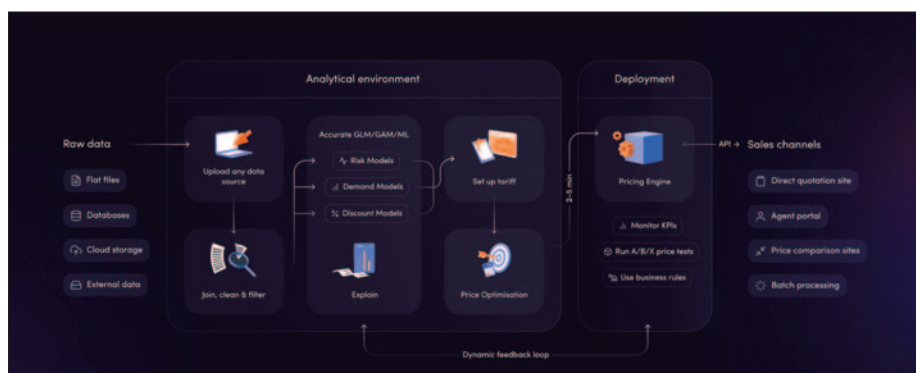 Analytical environment
Deployment
Raw data
Flat files
Databases
Cloud storage
External data
Upload any data
source
Join, clean & filter
Accurate GLM/GAM/ML
Risk Models
Demand Models
Discount Models
Explain
Set up tariff
Price Optimisation
2-5 min
Pricing Engine
Monitor KPIs
Run A/B/X price tests
Use business rules
API
Sales channels
Direct quotation site
Agent portal
Price comparison sites
Batch processing
Dynamic feedback loop